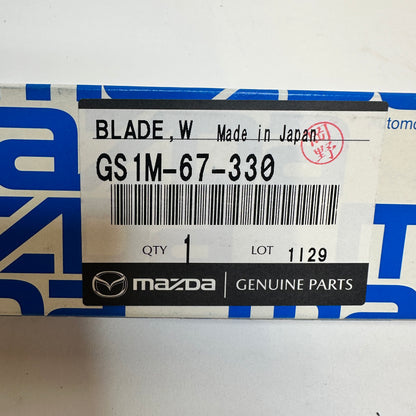 BLADE,W Made in Japan
GS1M-67-330
QTY 1 LOT 1129
mazda GENUINE PARTS